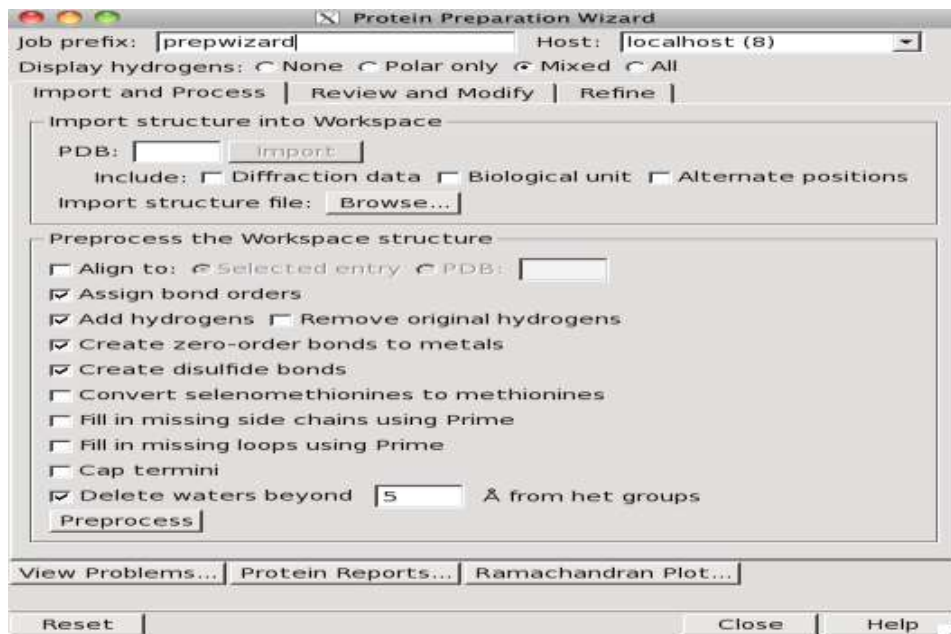 Protein Preparation Wizard
Job prefix: prepwizard Host: localhost (8)
Display hydrogens: None Polar only Mixed All
Import and Process Review and Modify Refine
Import structure into Workspace
PDB: Import
Include: Diffraction data Biological unit Alternate positions
Import structure file: Browse...
Preprocess the Workspace structure
Align to: Selected entry PDB:
Assign bond orders
Add hydrogens Remove original hydrogens
Create zero-order bonds to metals
Create disulfide bonds
Convert selenomethionines to methionines
Fill in missing side chains using Prime
Fill in missing loops using Prime
Cap termini
Delete waters beyond 5 Å from het groups
Preprocess
View Problems... Protein Reports... Ramachandran Plot...
Reset Close Help